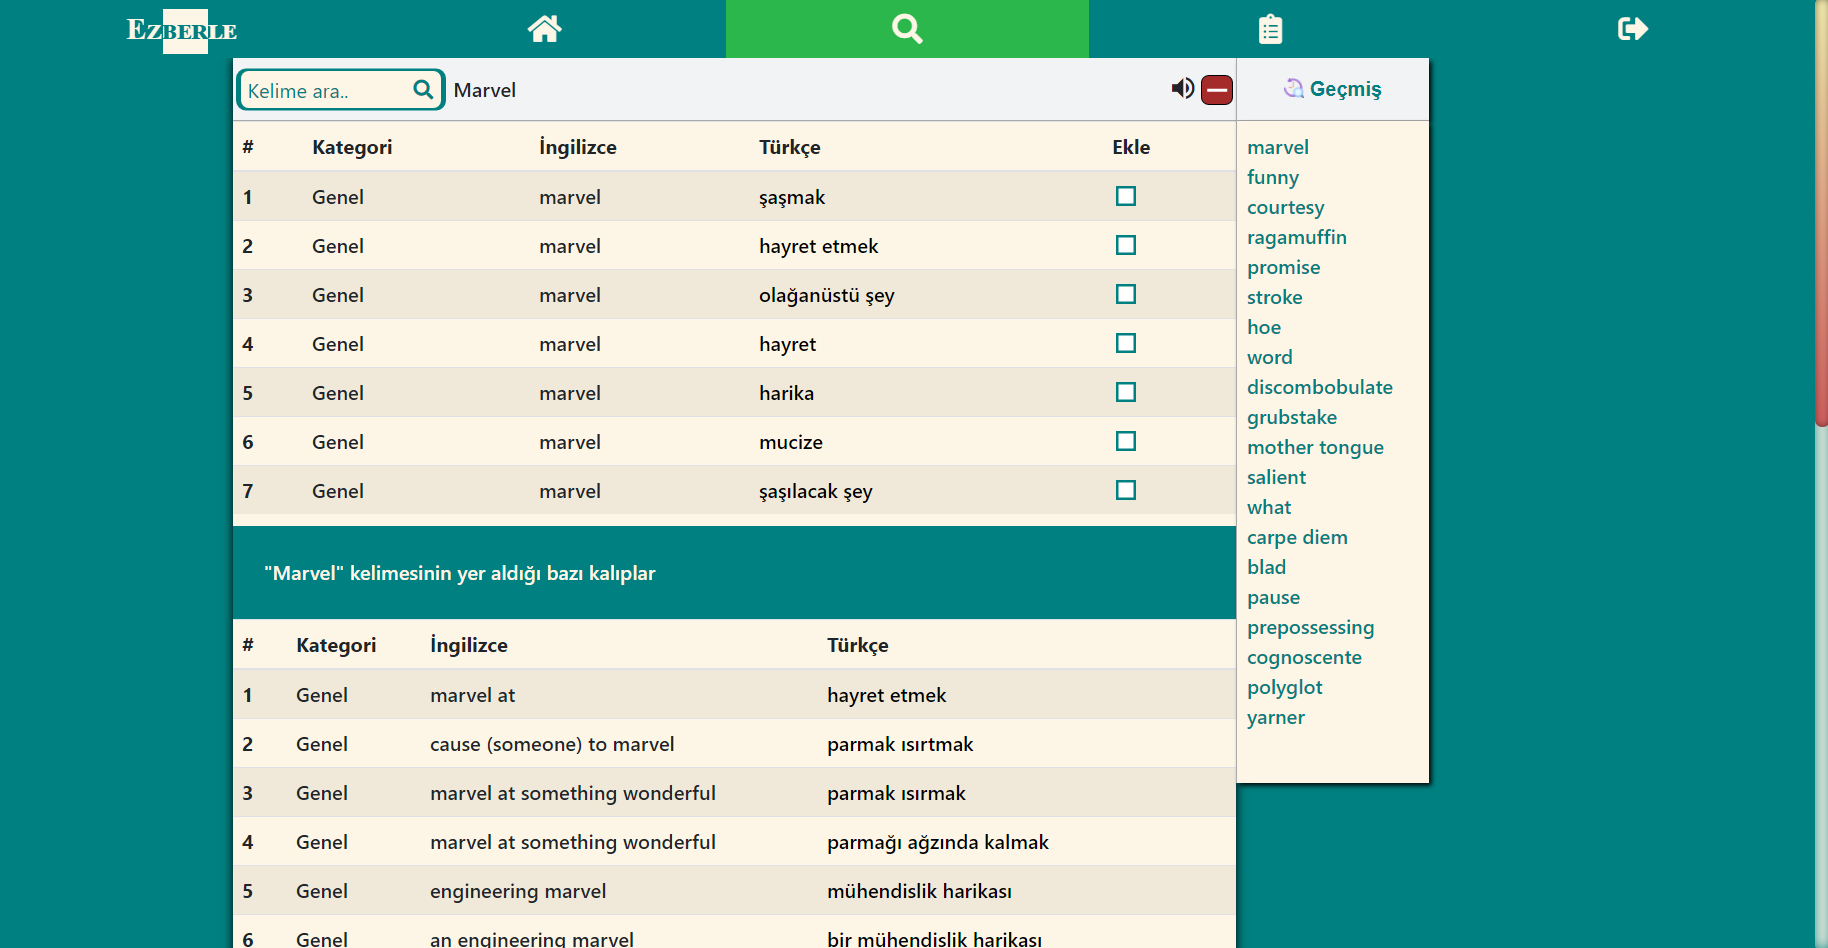 EZBERLE
Kelime ara..
Marvel
Geçmiş
# Kategori İngilizce Türkçe Ekle
1 Genel marvel şaşmak
2 Genel marvel hayret etmek
3 Genel marvel olağanüstü şey
4 Genel marvel hayret
5 Genel marvel harika
6 Genel marvel mucize
7 Genel marvel şaşılacak şey
"Marvel" kelimesinin yer aldığı bazı kalıplar
# Kategori İngilizce Türkçe
1 Genel marvel at hayret etmek
2 Genel cause (someone) to marvel parmak ısırtmak
3 Genel marvel at something wonderful parmak ısırmak
4 Genel marvel at something wonderful parmağı ağzında kalmak
5 Genel engineering marvel mühendislik harikası
6 Genel an engineering marvel bir mühendislik harikası
marvel
funny
courtesy
ragamuffin
promise
stroke
hoe
word
discombobulate
grubstake
mother tongue
salient
what
carpe diem
blad
pause
prepossessing
cognoscente
polyglot
yarner